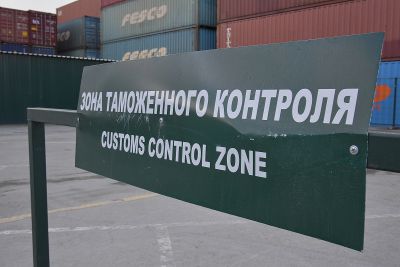 FESCO
FESCO
ЗОНА ТАМОЖЕННОГО КОНТРОЛЯ
CUSTOMS CONTROL ZONE